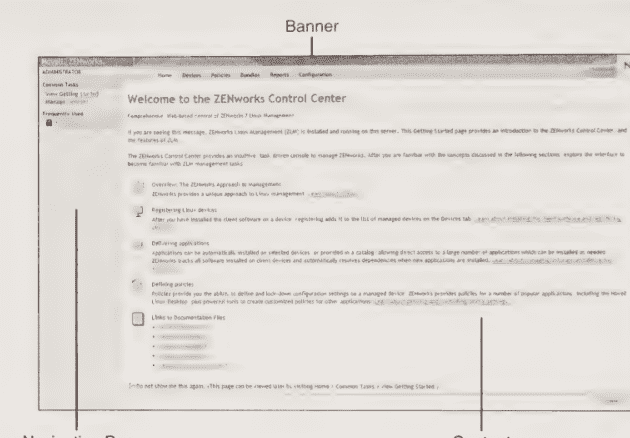 Banner
Novell ZENworks
ADMINISTRATOR
Home Devices Policies Bundles Reports Configuration
Common Tasks
View Getting Started
Frequently Used
Welcome to the ZENworks Control Center
Comprehensive Web-based control of ZENworks 7 Linux Management
If you are seeing this message, ZENworks Linux Management (ZLM) is installed and running on this server. This Getting Started page provides an introduction to the ZENworks Control Center, and
the features of ZLM.
The ZENworks Control Center provides an intuitive, task driven console to manage ZENworks. After you are familiar with the concepts discussed in the following sections, explore the interface to
become familiar with ZLM management tasks
Overview: The ZENworks Approach to management
ZENworks provides a unique approach to Linux management
Registering Linux devices
After you have installed the client software on a device, registering adds it to the list of managed devices on the Devices tab.
Delivering applications
Applications can be automatically installed on selected devices, or provided in a catalog allowing direct access to a large number of applications which can be installed as needed.
ZENworks tracks all software installed on client devices and automatically resolves dependencies when new applications are installed.
Defining policies
Policies provide you the ability to define and lock-down configuration settings to a managed device. ZENworks provides policies for a number of popular applications, including the Novell
Linux Desktop, plus powerful tools to create customized policies for other applications
Links to Documentation Files
Do not show me this again. (This page can be viewed later by visiting Home > Common Tasks > View Getting Started.)